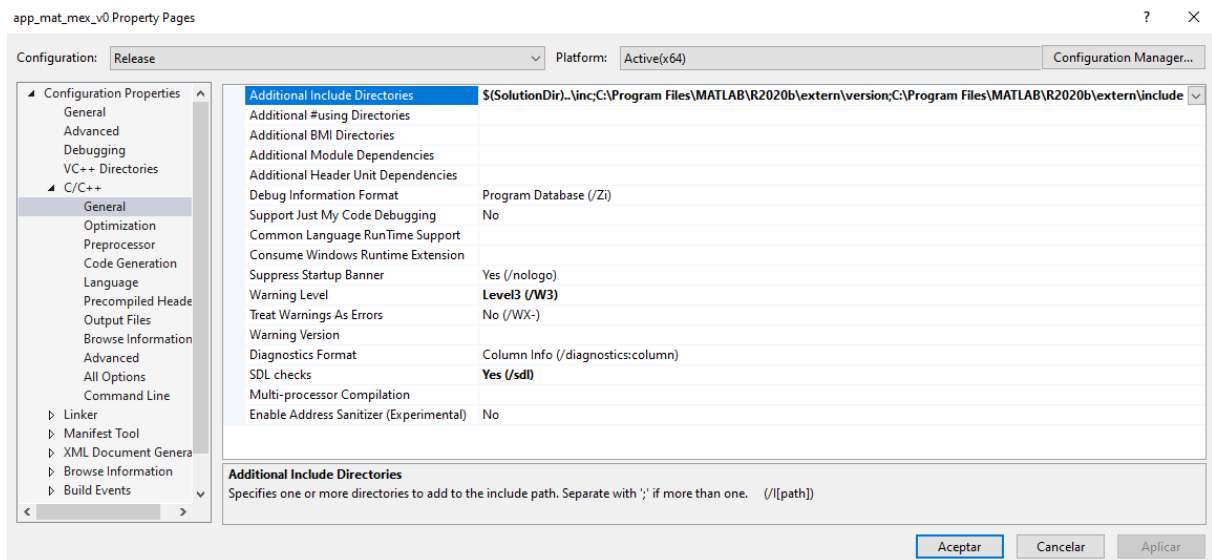 app_mat_mex_v0 Property Pages
? ×
Configuration: Release Platform: Active(x64) Configuration Manager...
Configuration Properties
General
Advanced
Debugging
VC++ Directories
C/C++
General
Optimization
Preprocessor
Code Generation
Language
Precompiled Heade
Output Files
Browse Information
Advanced
All Options
Command Line
Linker
Manifest Tool
XML Document Genera
Browse Information
Build Events
Additional Include Directories $(SolutionDir)..\inc;C:\Program Files\MATLAB\R2020b\extern\version;C:\Program Files\MATLAB\R2020b\extern\include
Additional #using Directories
Additional BMI Directories
Additional Module Dependencies
Additional Header Unit Dependencies
Debug Information Format Program Database (/Zi)
Support Just My Code Debugging No
Common Language RunTime Support
Consume Windows Runtime Extension
Suppress Startup Banner Yes (/nologo)
Warning Level Level3 (/W3)
Treat Warnings As Errors No (/WX-)
Warning Version
Diagnostics Format Column Info (/diagnostics:column)
SDL checks Yes (/sdl)
Multi-processor Compilation
Enable Address Sanitizer (Experimental) No
Additional Include Directories
Specifies one or more directories to add to the include path. Separate with ';' if more than one. (/I[path])
Aceptar Cancelar Aplicar